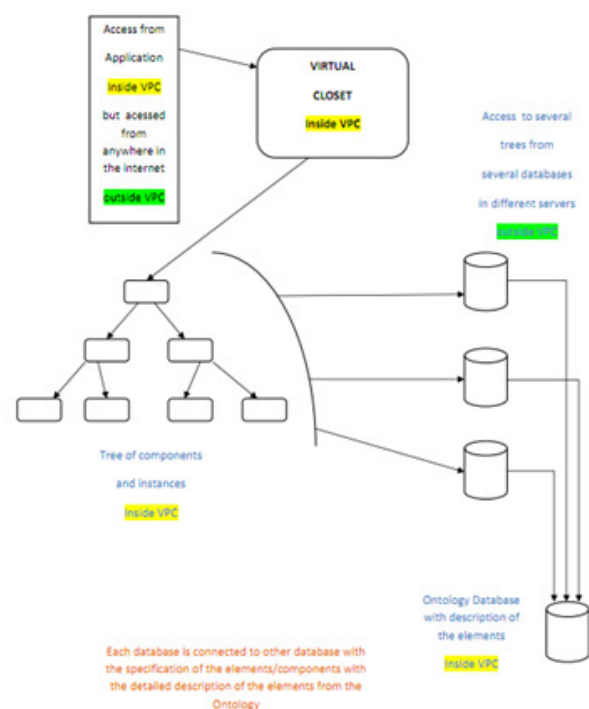 Access from
Application
Inside VPC
but acessed
from
anywhere in
the internet
outside VPC
VIRTUAL
CLOSET
Inside VPC
Access to several
trees from
several databases
in different servers
outside VPC
Tree of components
and instances
Inside VPC
Ontology Database
with description of
the elements
Inside VPC
Each database is connected to other database with
the specification of the elements/components with
the detailed description of the elements from the
Ontology